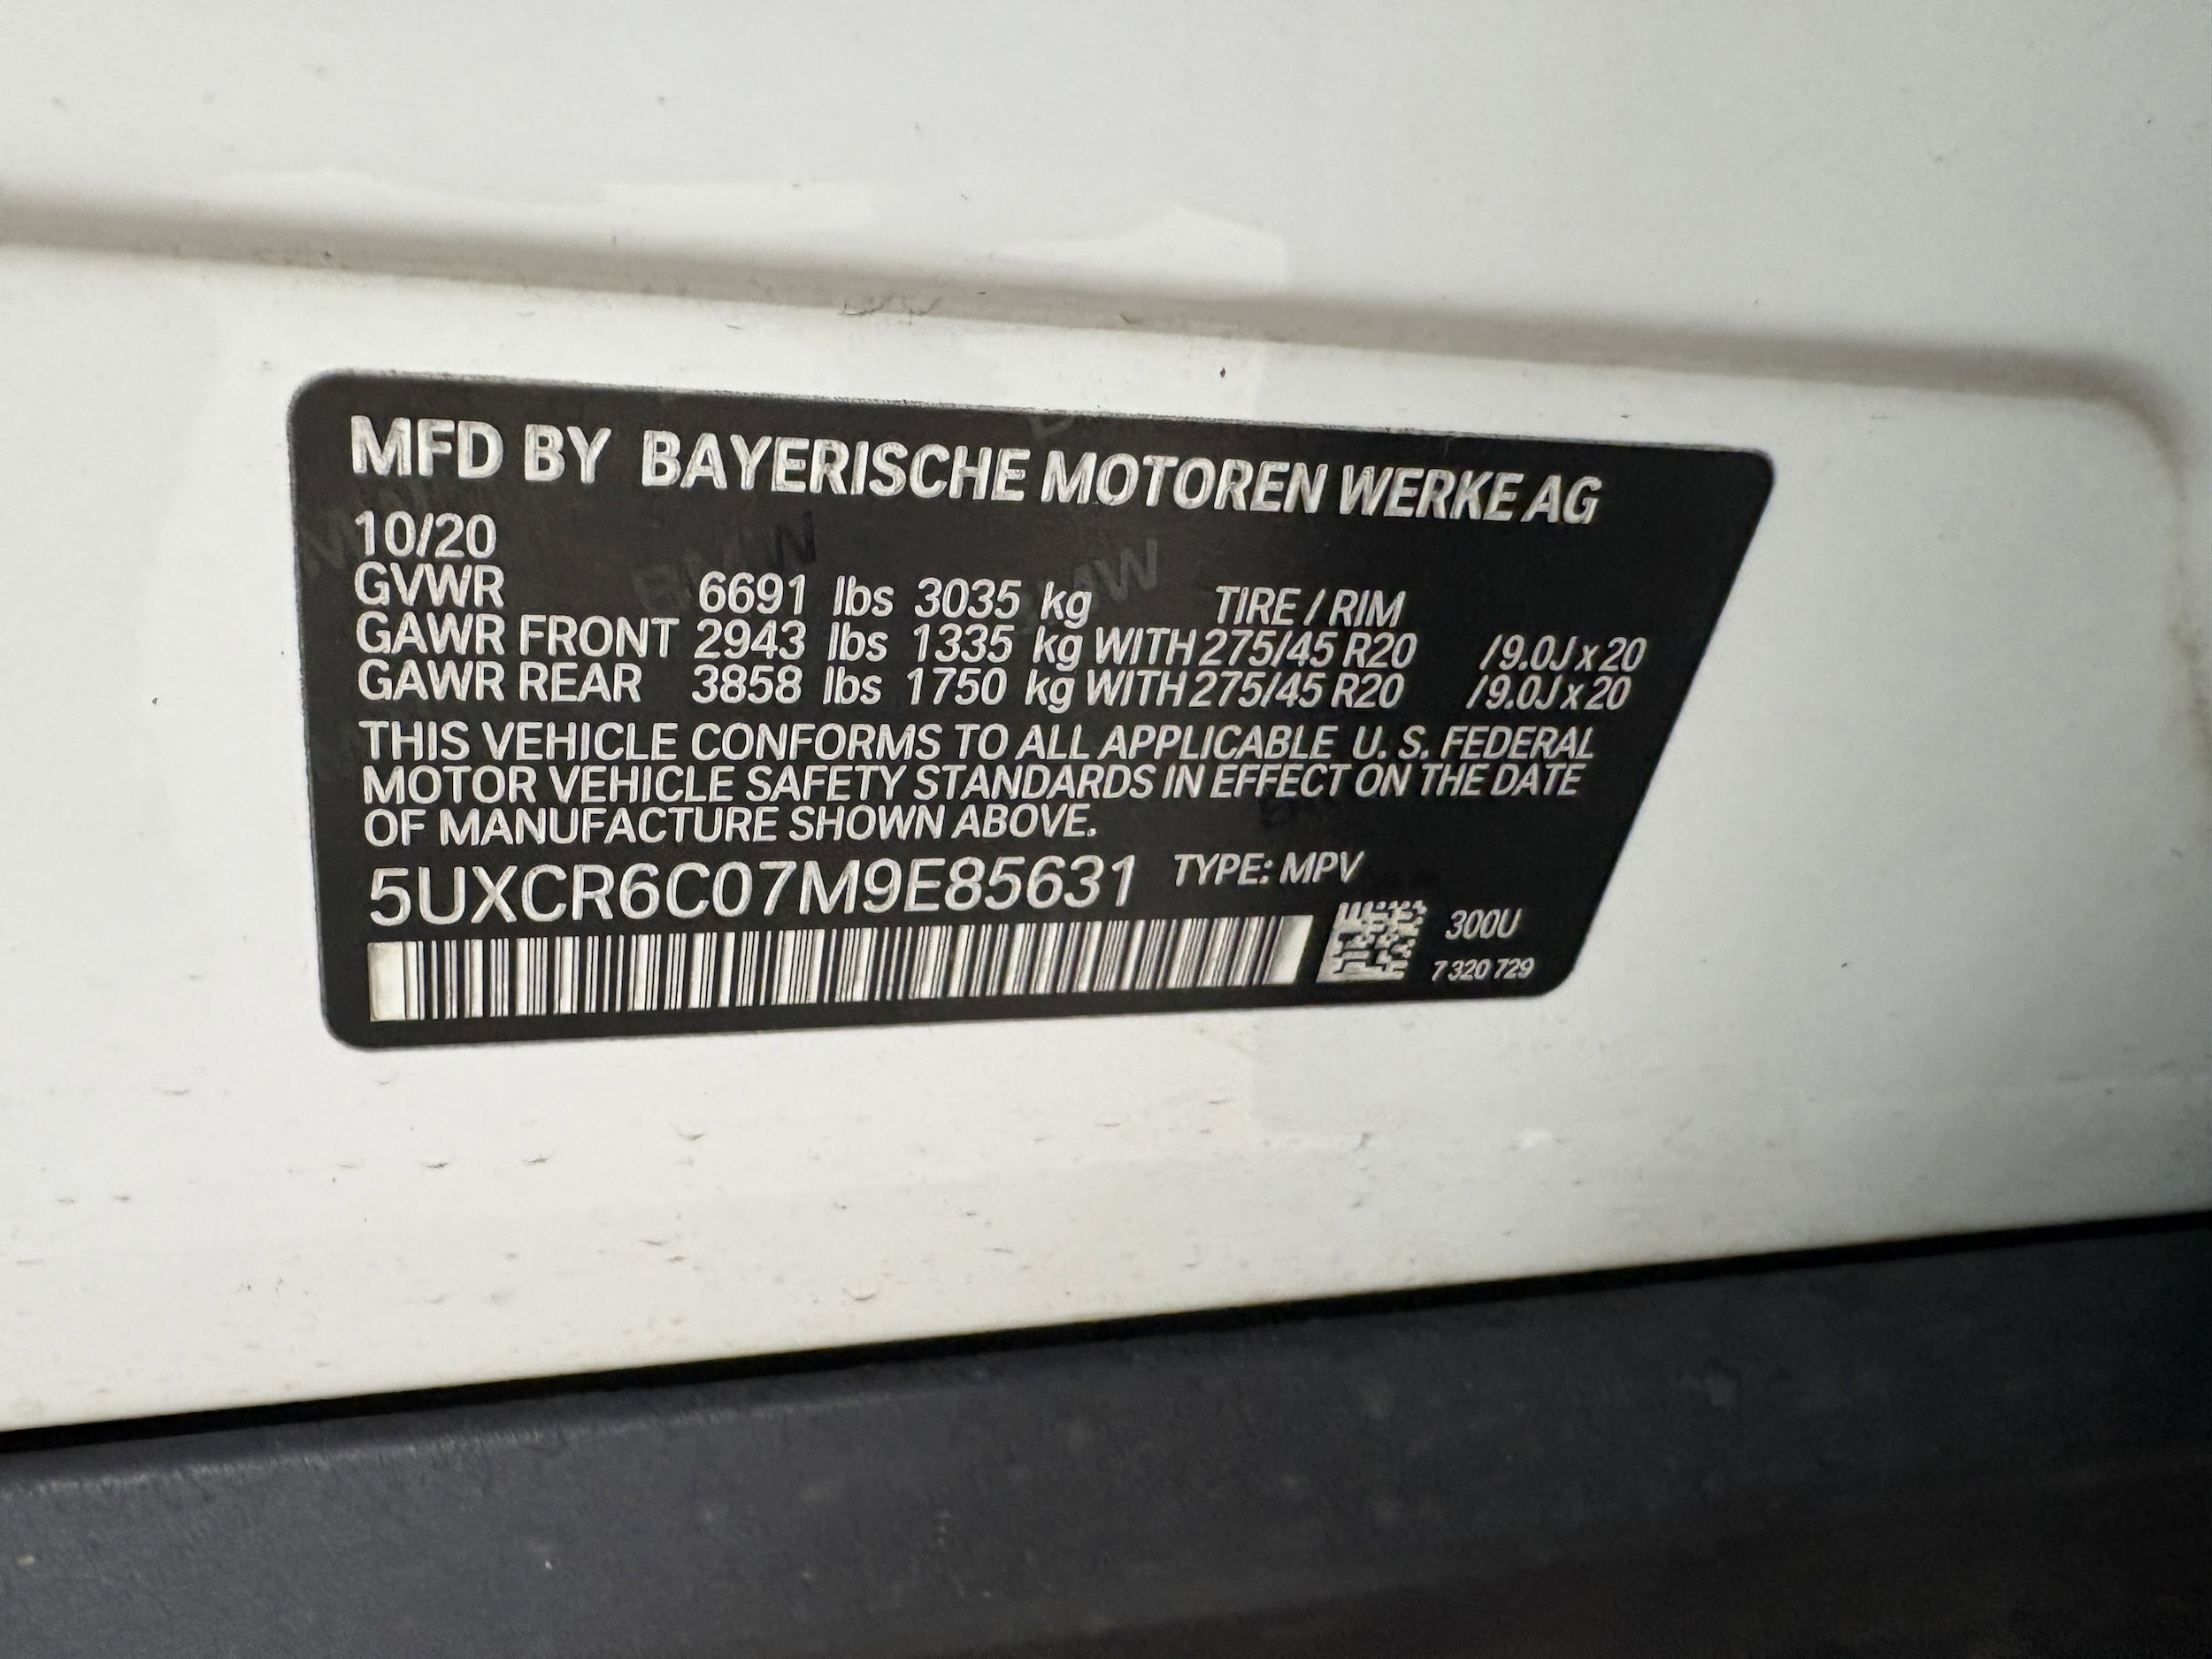 MFD BY BAYERISCHE MOTOREN WERKE AG
10/20
GVWR 6691 lbs 3035 kg TIRE / RIM
GAWR FRONT 2943 lbs 1335 kg WITH 275/45 R20 /9.0J x 20
GAWR REAR 3858 lbs 1750 kg WITH 275/45 R20 /9.0J x 20
THIS VEHICLE CONFORMS TO ALL APPLICABLE U. S. FEDERAL
MOTOR VEHICLE SAFETY STANDARDS IN EFFECT ON THE DATE
OF MANUFACTURE SHOWN ABOVE.
5UXCR6C07M9E85631 TYPE: MPV
300U
7 320 729